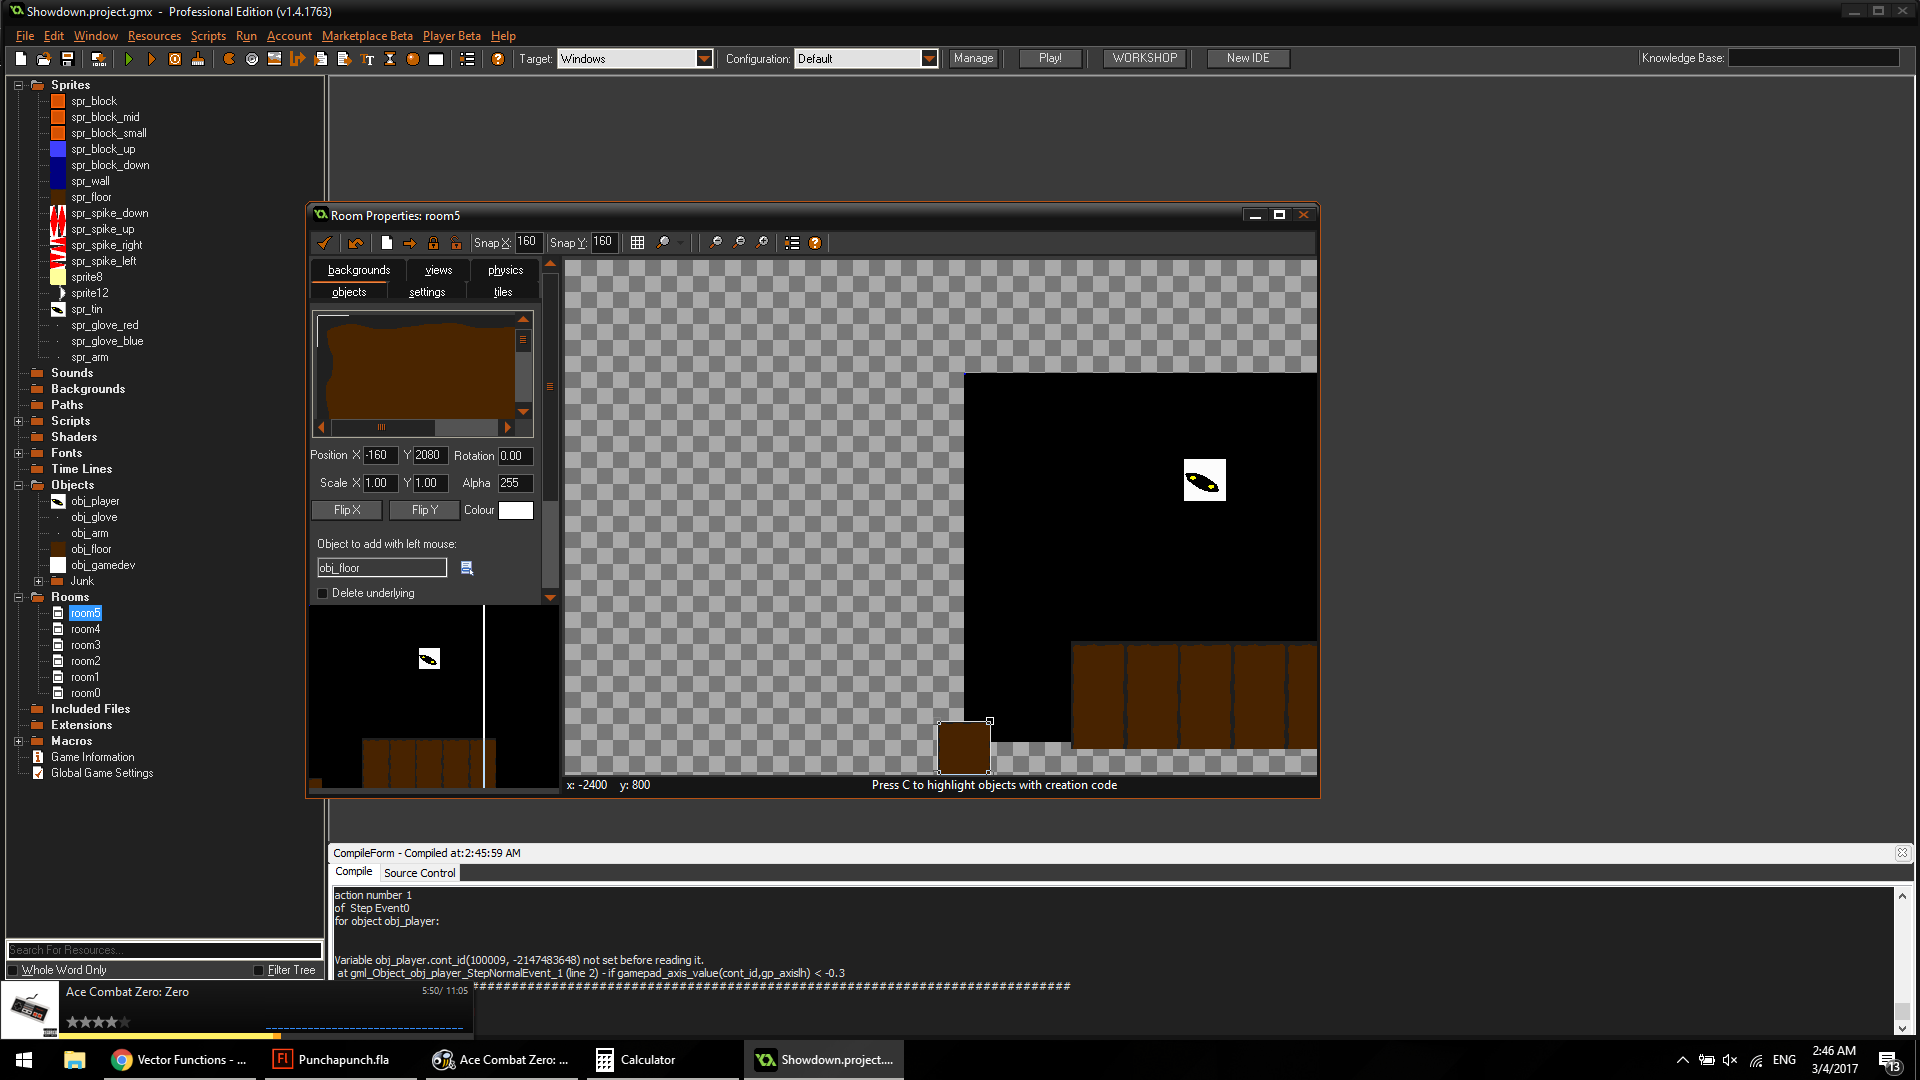 Showdown.project.gmx - Professional Edition (v1.4.1763)
File Edit Window Resources Scripts Run Account Marketplace Beta Player Beta Help
Target: Windows Configuration: Default Manage Play! WORKSHOP New IDE Knowledge Base:
Sprites
spr_block
spr_block_mid
spr_block_small
spr_block_up
spr_block_down
spr_wall
spr_floor
spr_spike_down
spr_spike_up
spr_spike_right
spr_spike_left
sprite8
sprite12
spr_tin
spr_glove_red
spr_glove_blue
spr_arm
Sounds
Backgrounds
Paths
Scripts
Shaders
Fonts
Time Lines
Objects
obj_player
obj_glove
obj_arm
obj_floor
obj_gamedev
Junk
Rooms
room5
room4
room3
room2
room1
room0
Included Files
Extensions
Macros
Game Information
Global Game Settings
Search For Resources...
Whole Word Only Filter Tree
Room Properties: room5
Snap X: 160 Snap Y: 160
backgrounds views physics
objects settings tiles
Position X -160 Y 2080 Rotation 0.00
Scale X 1.00 Y 1.00 Alpha 255
Flip X Flip Y Colour
Object to add with left mouse:
obj_floor
Delete underlying
x: -2400 y: 800 Press C to highlight objects with creation code
CompileForm - Compiled at:2:45:59 AM
Compile Source Control
action number 1
of Step Event0
for object obj_player:
Variable obj_player.cont_id(100009, -2147483648) not set before reading it.
at gml_Object_obj_player_StepNormalEvent_1 (line 2) - if gamepad_axis_value(cont_id,gp_axislh) < -0.3
Ace Combat Zero: Zero 5:50/ 11:05
Vector Functions - ... Punchapunch.fla Ace Combat Zero: ... Calculator Showdown.project....
ENG 2:46 AM
3/4/2017
13